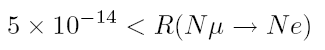 5 × 10⁻¹⁴ < R(Nμ → Ne)